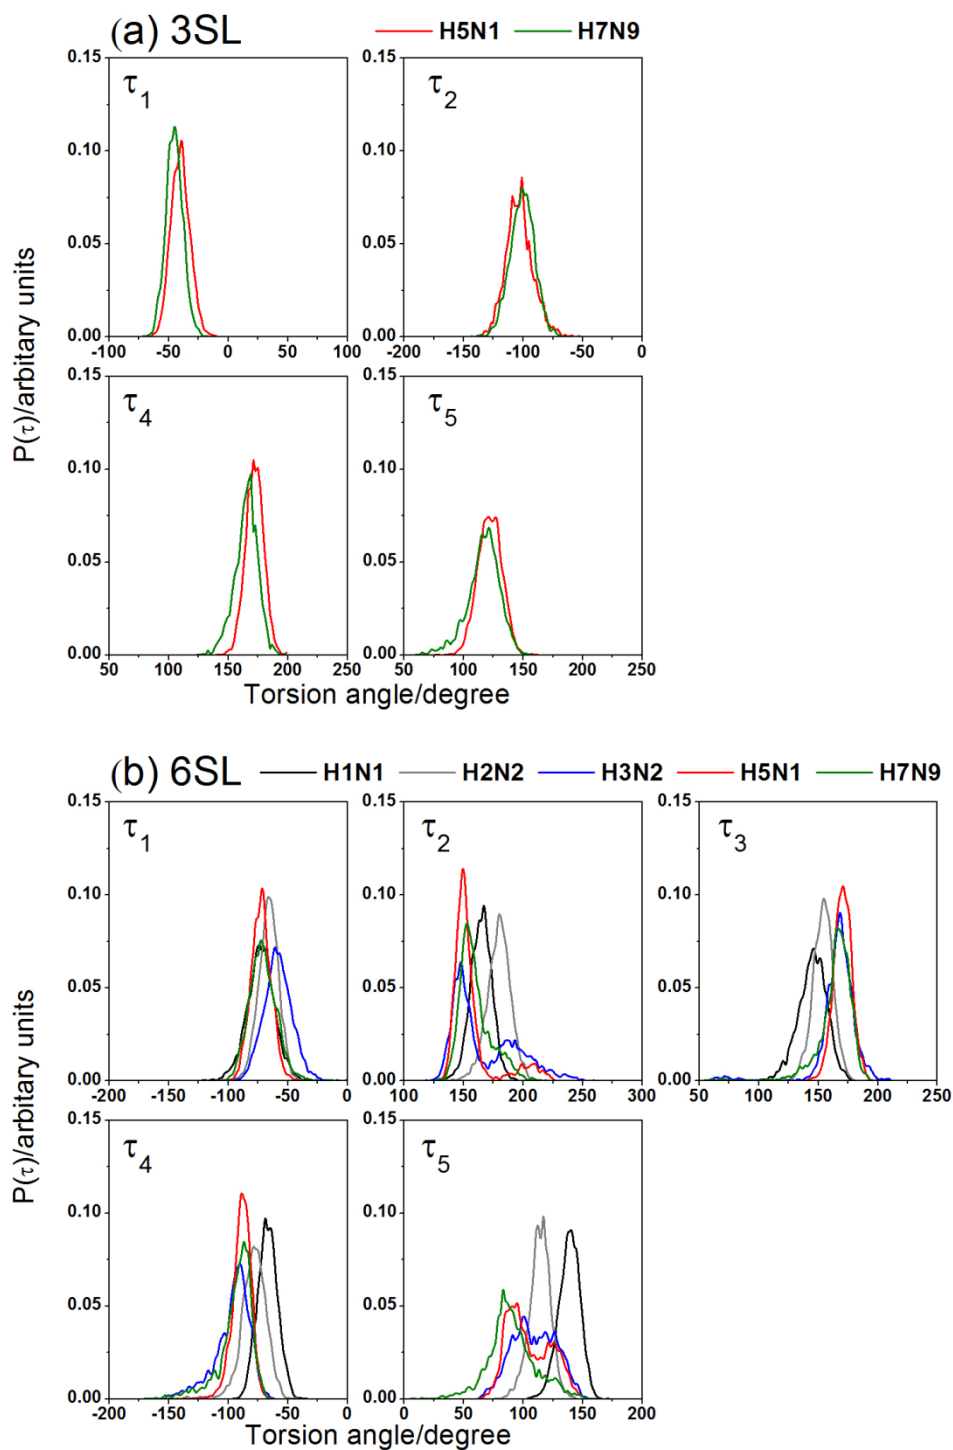 (a) 3SL H5N1 H7N9
0.15 τ1 0.15 τ2
0.10 0.10
0.05 0.05
0.00 0.00
-100 -50 0 50 100 -200 -150 -100 -50 0
0.15 τ4 0.15 τ5
0.10 0.10
0.05 0.05
0.00 0.00
50 100 150 200 250 50 100 150 200 250
P(τ)/arbitary units
Torsion angle/degree
(b) 6SL H1N1 H2N2 H3N2 H5N1 H7N9
0.15 τ1 0.15 τ2 0.15 τ3
0.10 0.10 0.10
0.05 0.05 0.05
0.00 0.00 0.00
-200 -150 -100 -50 0 100 150 200 250 300 50 100 150 200 250
0.15 τ4 0.15 τ5
0.10 0.10
0.05 0.05
0.00 0.00
-200 -150 -100 -50 0 0 50 100 150 200
P(τ)/arbitary units
Torsion angle/degree